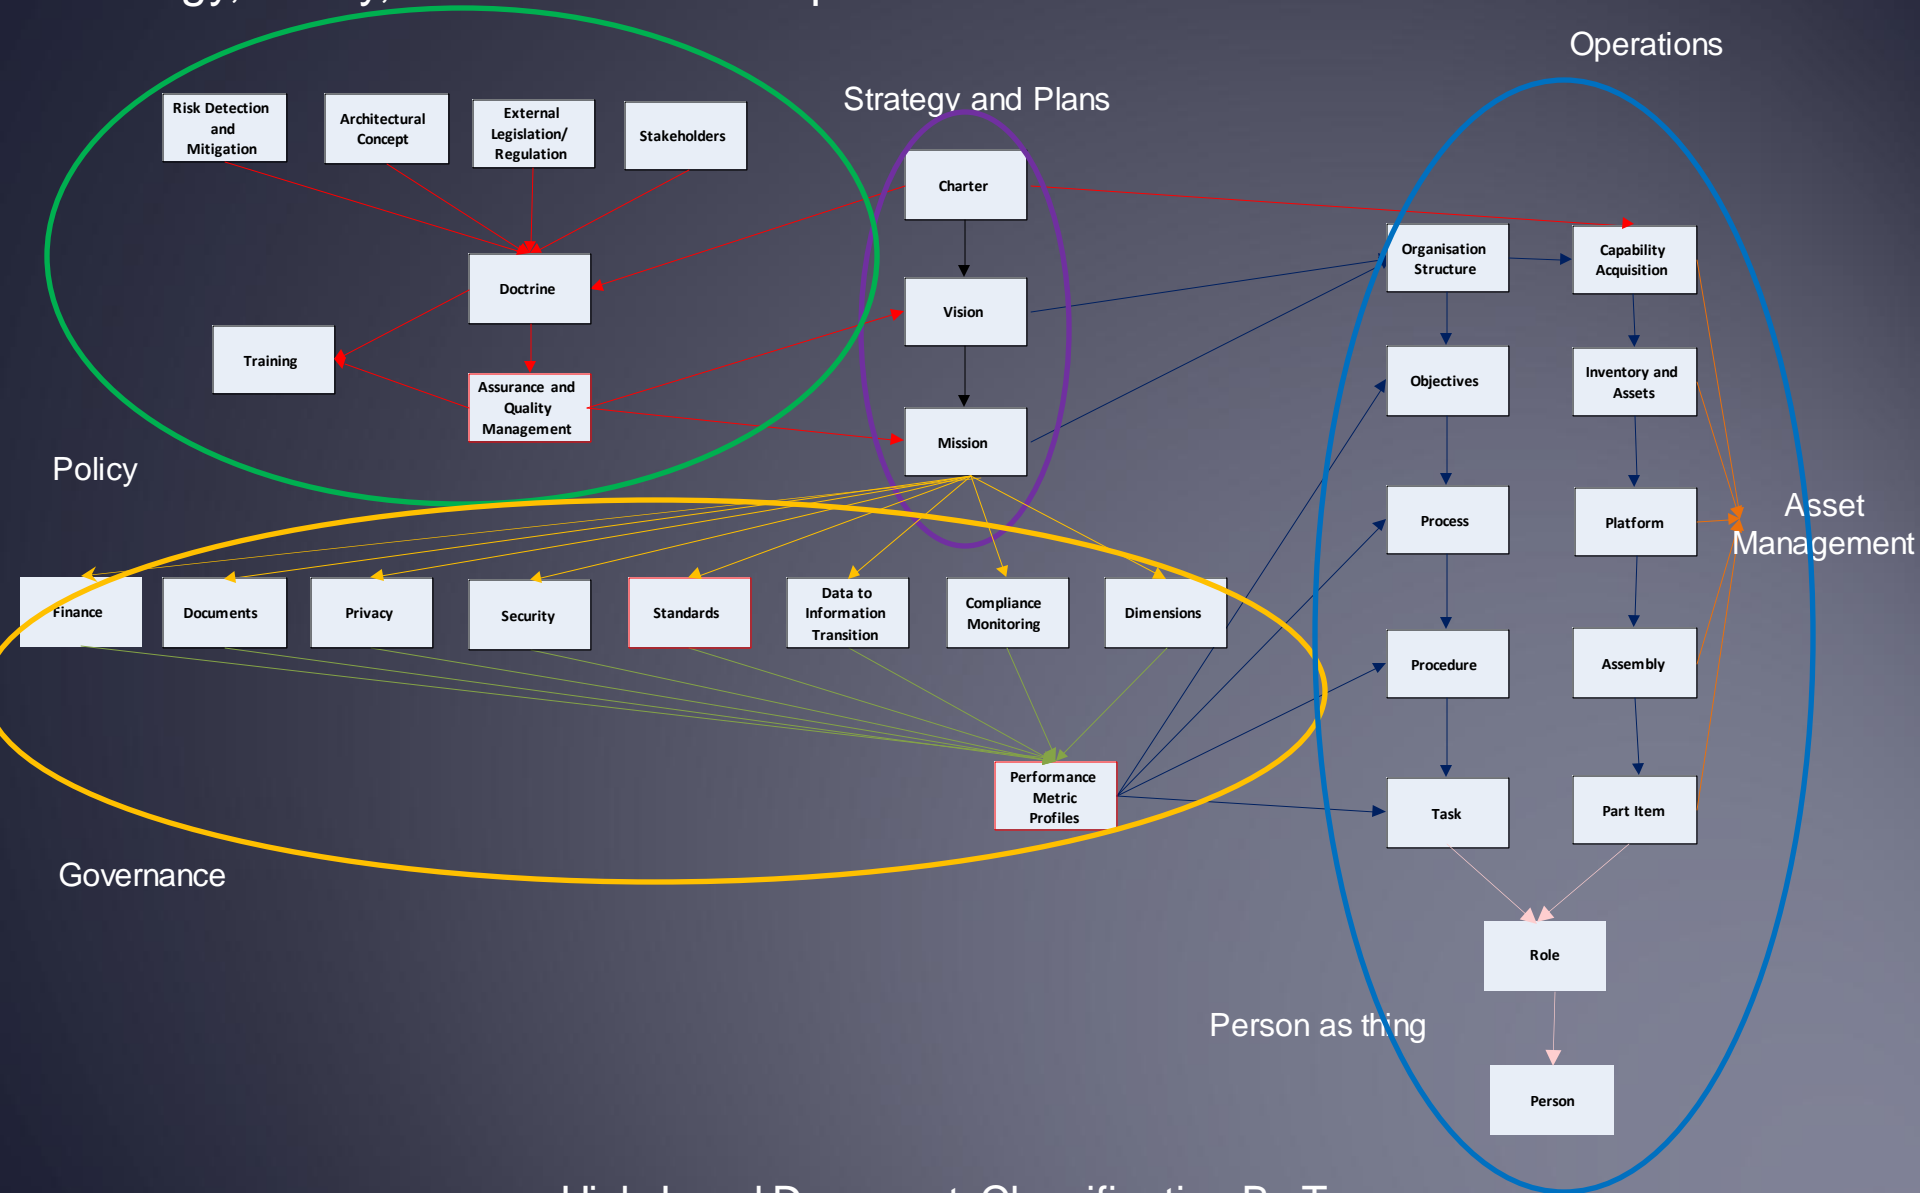 Operations
Strategy and Plans
Risk Detection
and
Mitigation
Architectural
Concept
External
Legislation/
Regulation
Stakeholders
Charter
Organisation
Structure
Capability
Acquisition
Doctrine
Vision
Training
Assurance and
Quality
Management
Objectives
Inventory and
Assets
Mission
Policy
Process
Platform
Asset
Management
Finance
Documents
Privacy
Security
Standards
Data to
Information
Transition
Compliance
Monitoring
Dimensions
Procedure
Assembly
Performance
Metric
Profiles
Task
Part Item
Governance
Role
Person as thing
Person